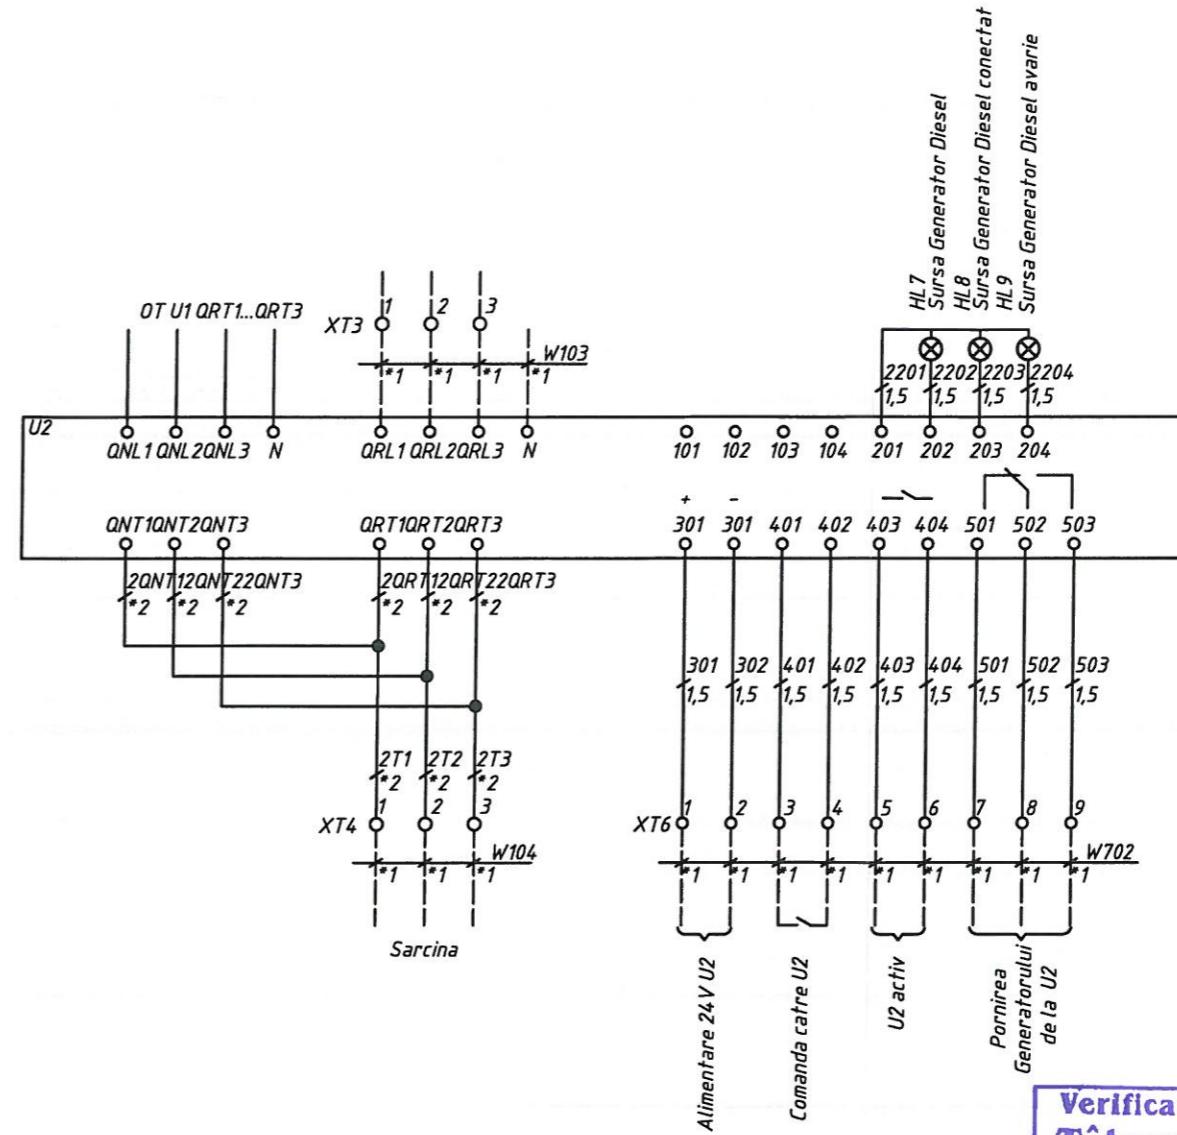 HL7
Sursa Generator Diesel
HL8
Sursa Generator Diesel conectat
HL9
Sursa Generator Diesel avarie
OT U1 QRT1...QRT3
XT3 1 2 3
W103
*1 *1 *1 *1
2201 2202 2203 2204
1,5 1,5 1,5 1,5
U2
QNL1 QNL2 QNL3 N QRL1 QRL2 QRL3 N 101 102 103 104 201 202 203 204
+ -
QNT1 QNT2 QNT3 QRT1 QRT2 QRT3 301 301 401 402 403 404 501 502 503
2QNT1 2QNT2 2QNT3 2QRT1 2QRT2 2QRT3
*2 *2 *2 *2 *2 *2
301 302 401 402 403 404 501 502 503
1,5 1,5 1,5 1,5 1,5 1,5 1,5 1,5 1,5
2T1 2T2 2T3
*2 *2 *2
XT4 1 2 3
XT6 1 2 3 4 5 6 7 8 9
W104
*1 *1 *1
W702
*1 *1 *1 *1 *1 *1 *1 *1 *1
Sarcina
Alimentare 24V U2
Comanda catre U2
U2 activ
Pornirea
Generatorului
de la U2
Verifica